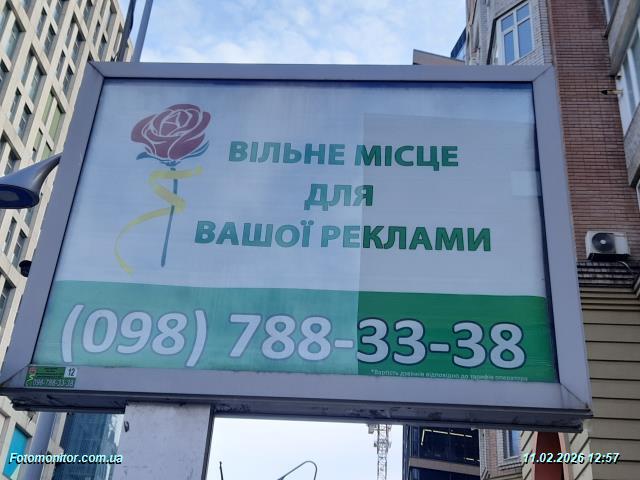 ВІЛЬНЕ МІСЦЕ
ДЛЯ
ВАШОЇ РЕКЛАМИ
(098) 788-33-38
*Вартість дзвінків відповідно до тарифів оператора
12
098-788-33-38
Fotomonitor.com.ua
11.02.2026 12:57